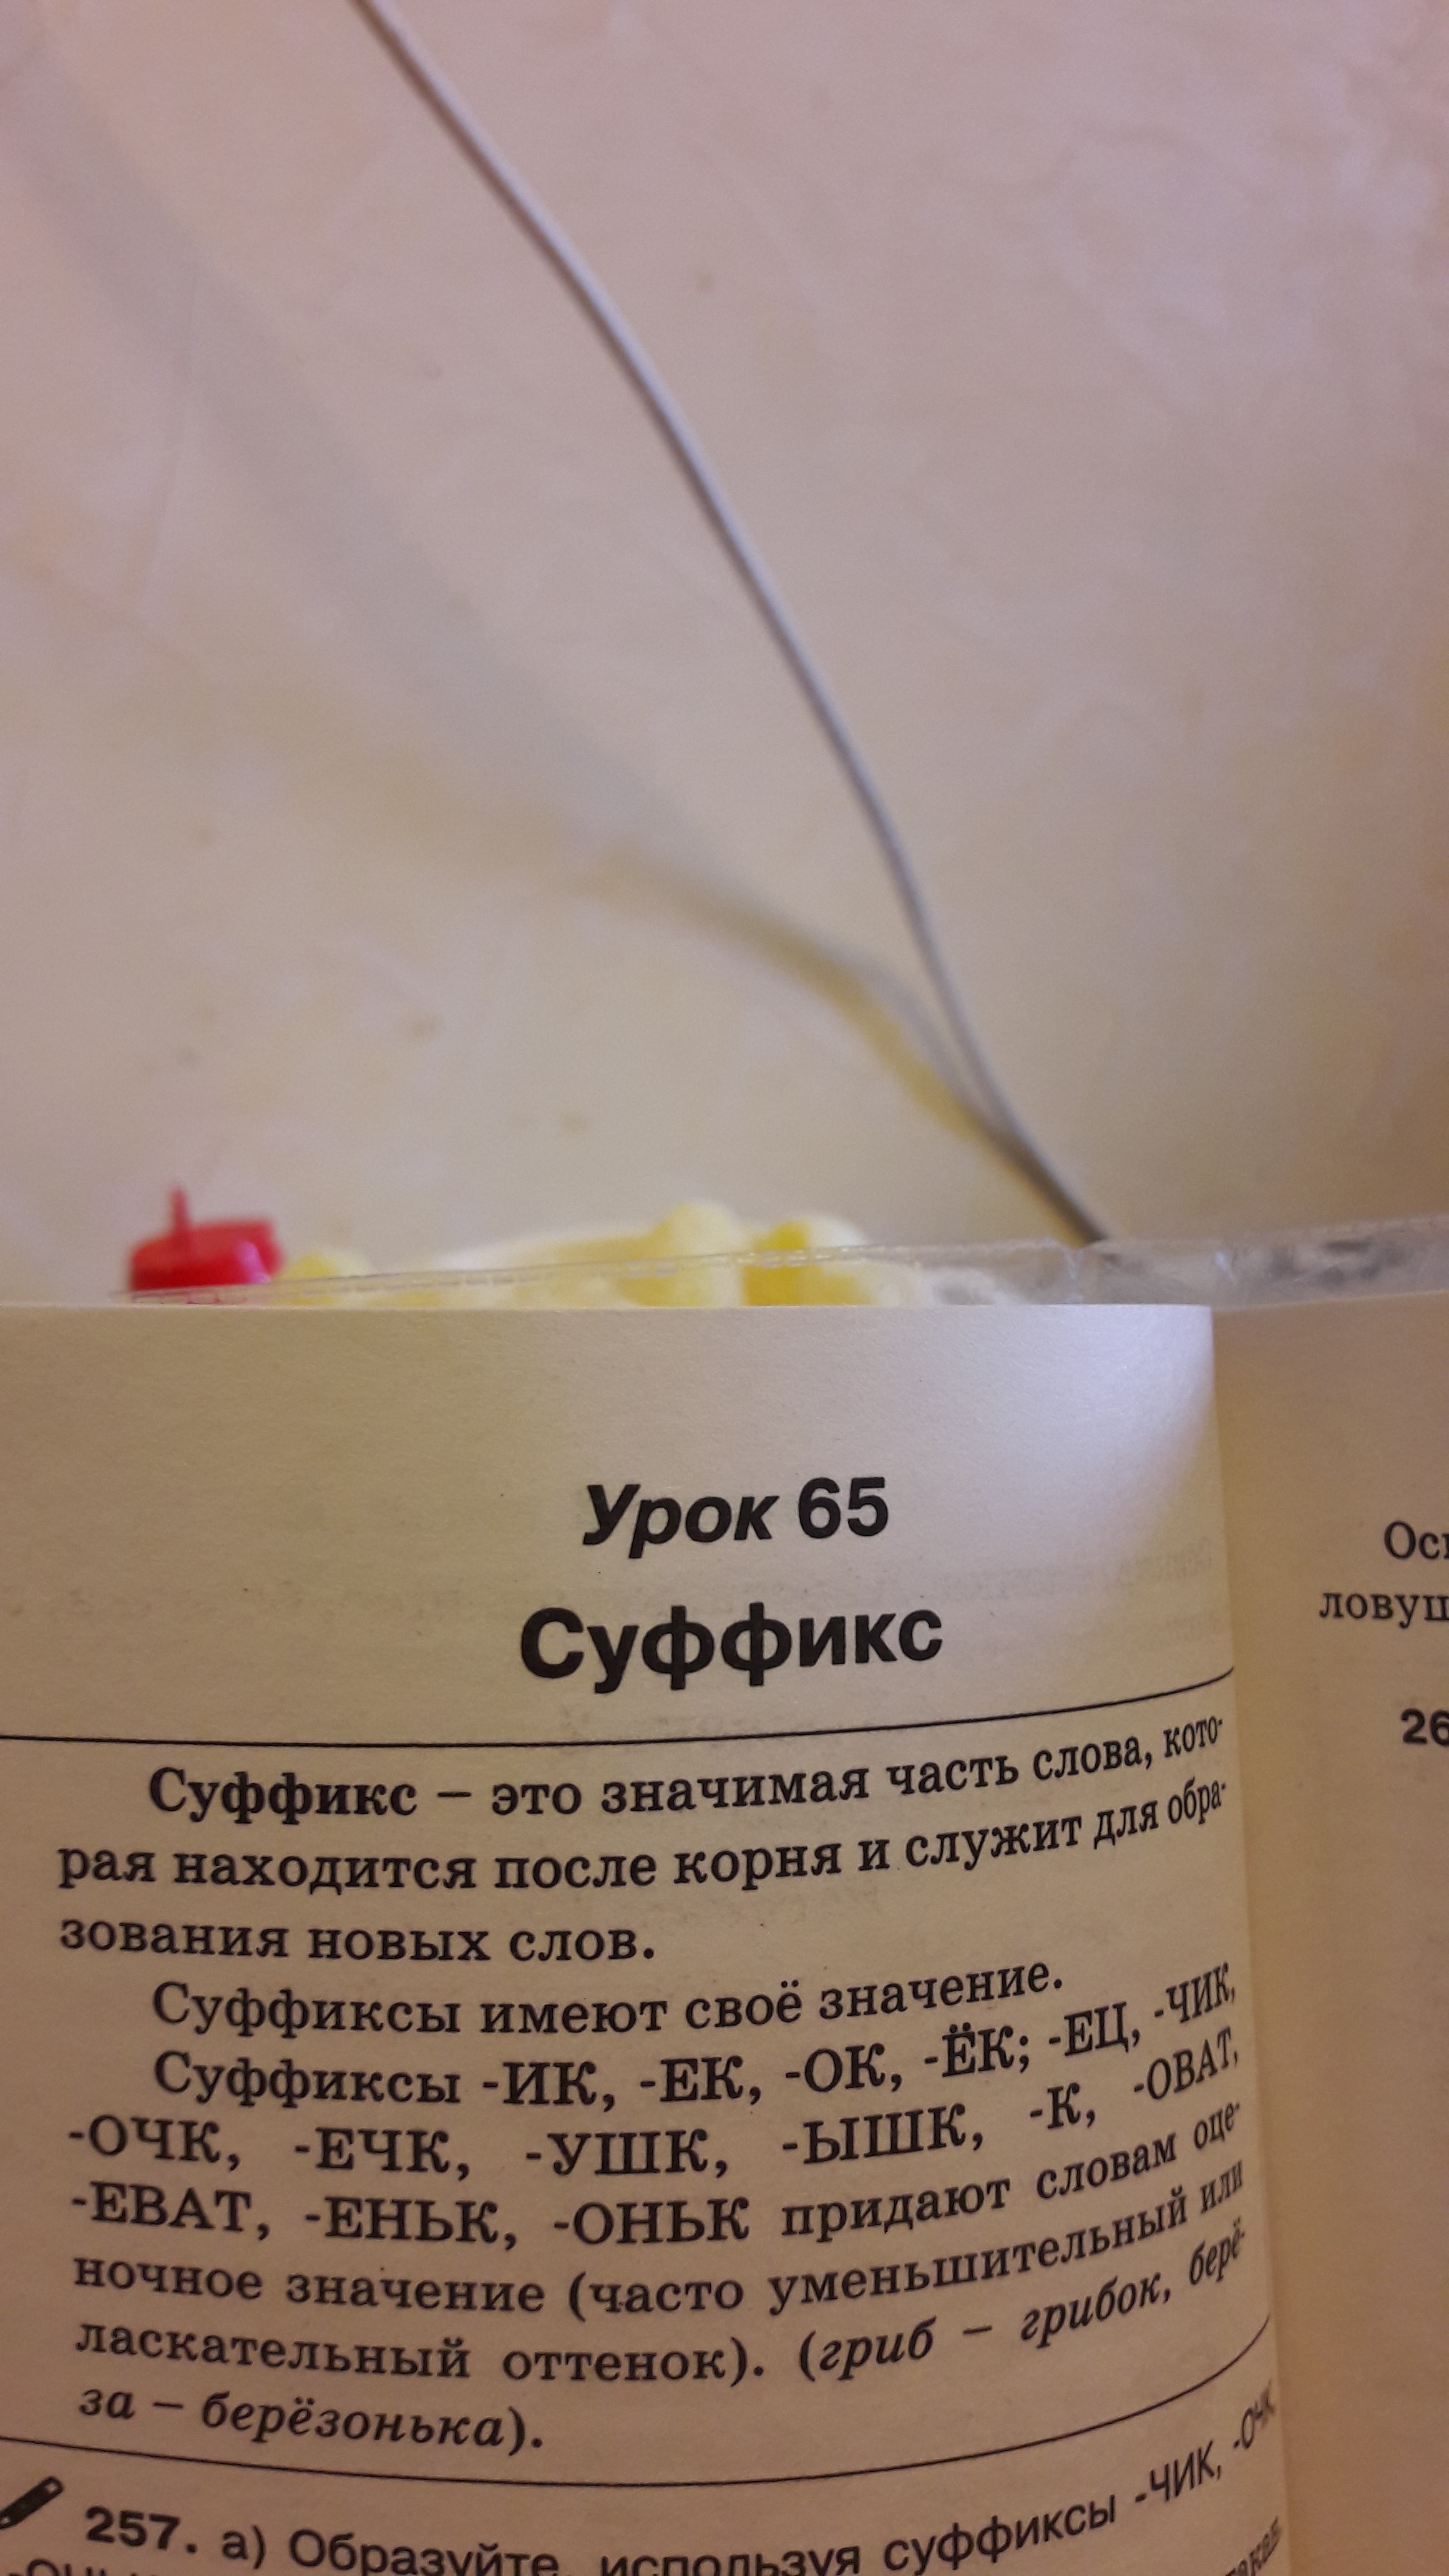 Урок 65
Суффикс
Суффикс – это значимая часть слова, кото-
рая находится после корня и служит для обра-
зования новых слов.
Суффиксы имеют своё значение.
Суффиксы -ИК, -ЕК, -ОК, -ЁК; -ЕЦ, -ЧИК,
-ОЧК, -ЕЧК, -УШК, -ЫШК, -К, -ОВАТ,
-ЕВАТ, -ЕНЬК, -ОНЬК придают словам оце-
ночное значение (часто уменьшительный или
ласкательный оттенок). (гриб – грибок, берё-
за – берёзонька).
257. а) Образуйте, используя суффиксы -ЧИК, -ОЧК
26